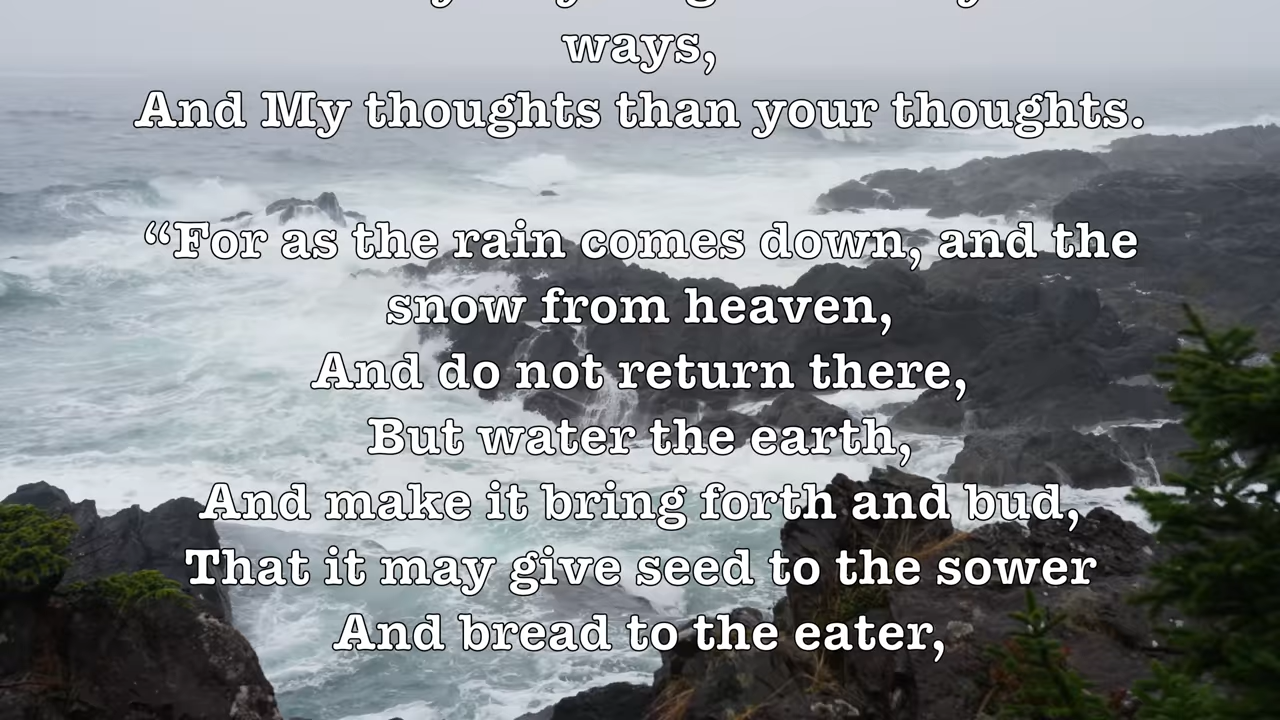 ways,
And My thoughts than your thoughts.
“For as the rain comes down, and the
snow from heaven,
And do not return there,
But water the earth,
And make it bring forth and bud,
That it may give seed to the sower
And bread to the eater,